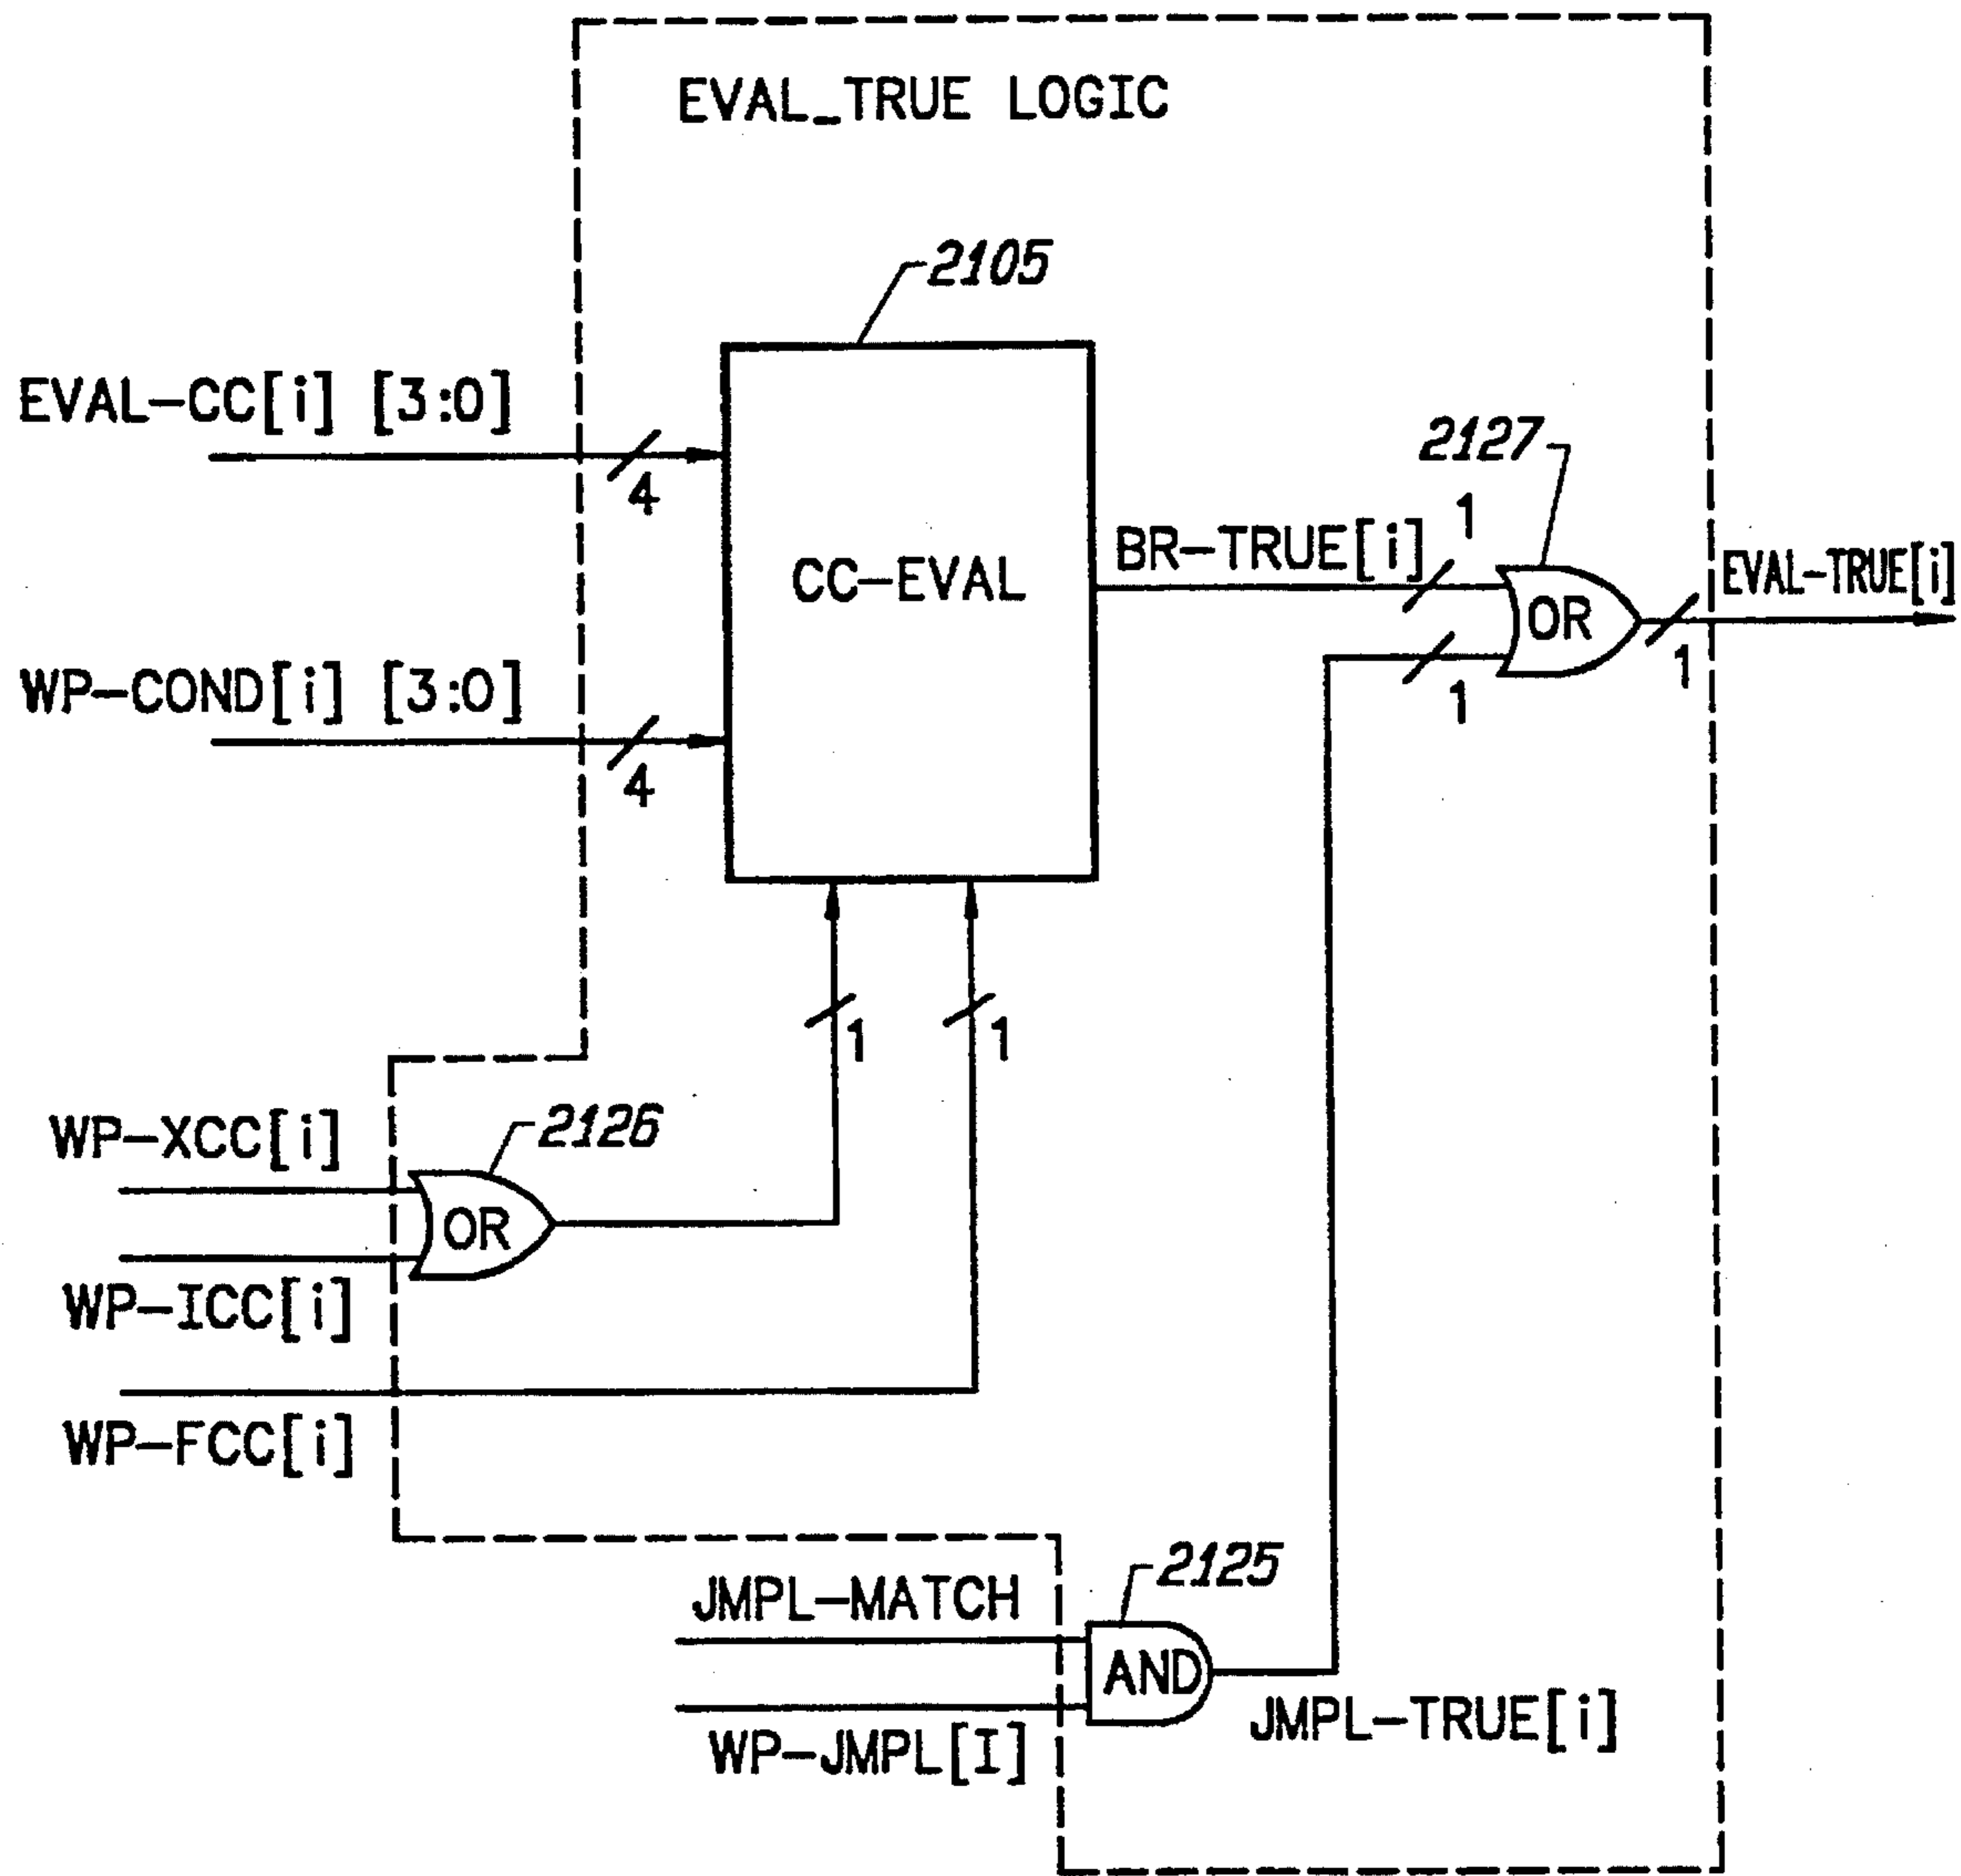 EVAL_TRUE LOGIC
2105
EVAL-CC[i] [3:0]
4
2127
1
BR-TRUE[i]
EVAL-TRUE[i]
CC-EVAL
OR
1
1
WP-COND[i] [3:0]
4
1
1
WP-XCC[i]
2126
OR
WP-ICC[i]
WP-FCC[i]
2125
JMPL-MATCH
AND
JMPL-TRUE[i]
WP-JMPL[I]